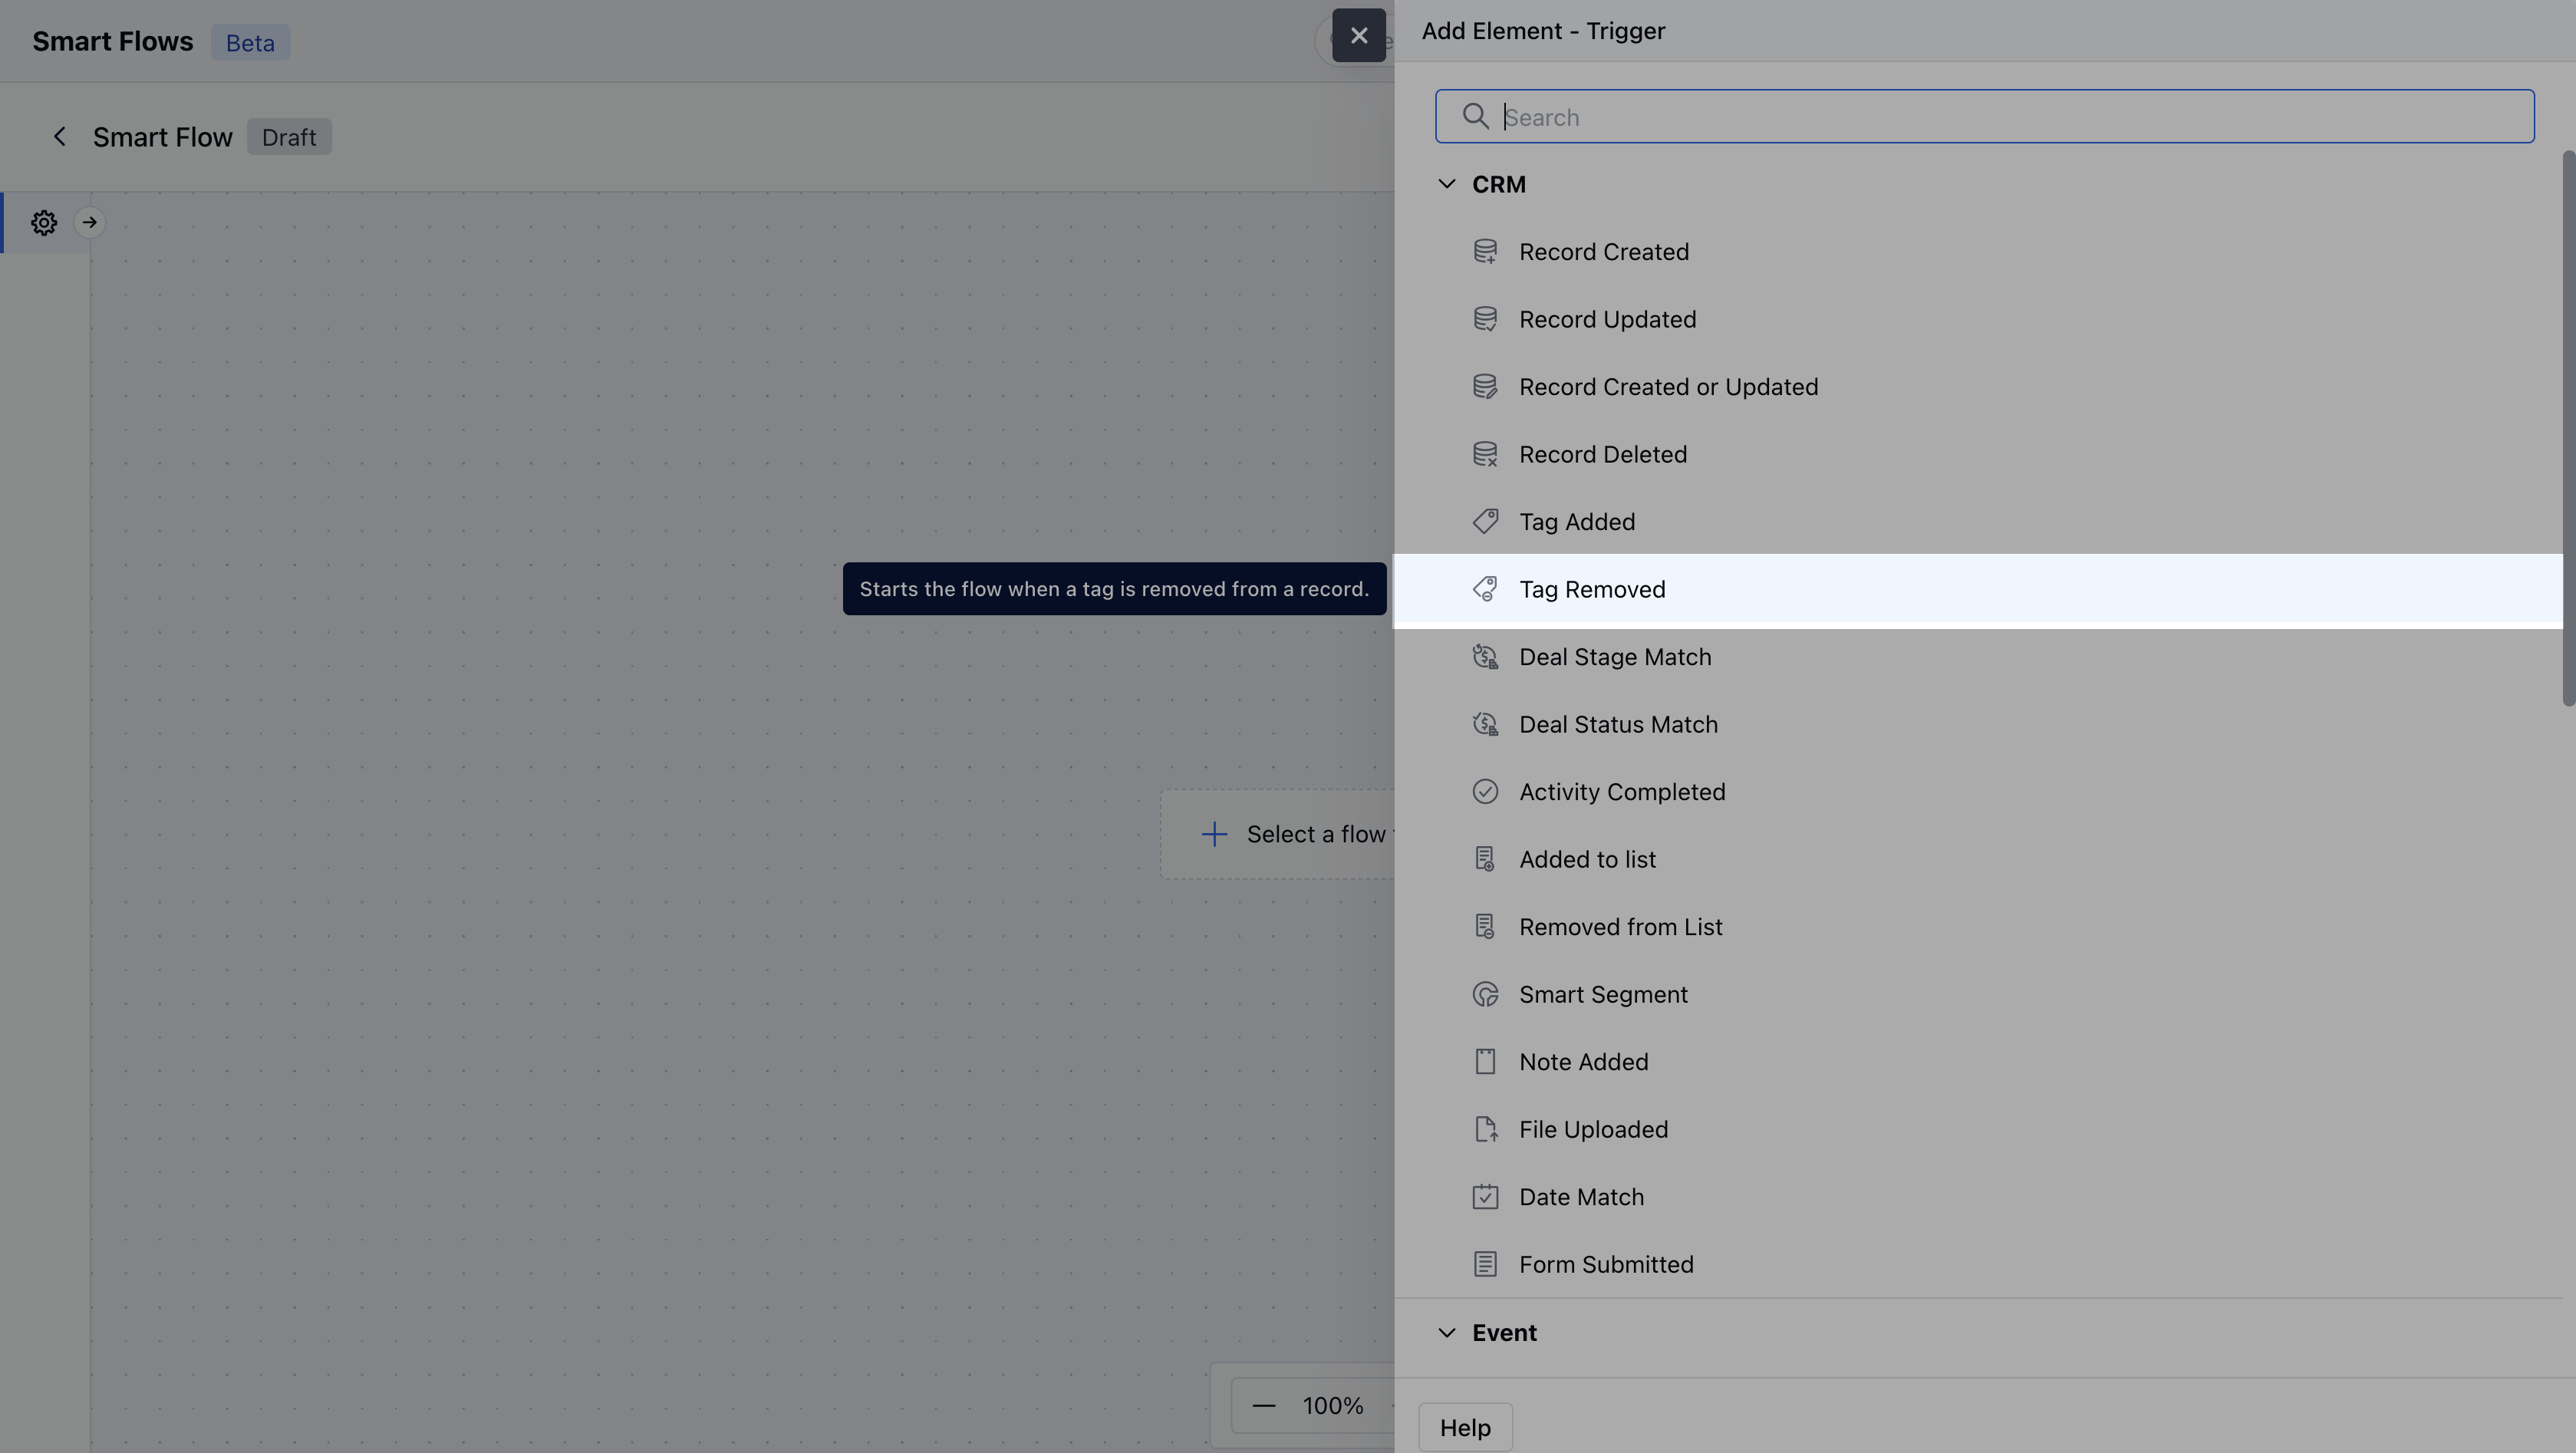 Smart Flows
Beta
Add Element - Trigger
Search
Smart Flow
Draft
CRM
Record Created
Record Updated
Record Created or Updated
Record Deleted
Tag Added
Starts the flow when a tag is removed from a record.
Tag Removed
Deal Stage Match
Deal Status Match
Activity Completed
Select a flow
Added to list
Removed from List
Smart Segment
Note Added
File Uploaded
Date Match
Form Submitted
Event
100%
Help